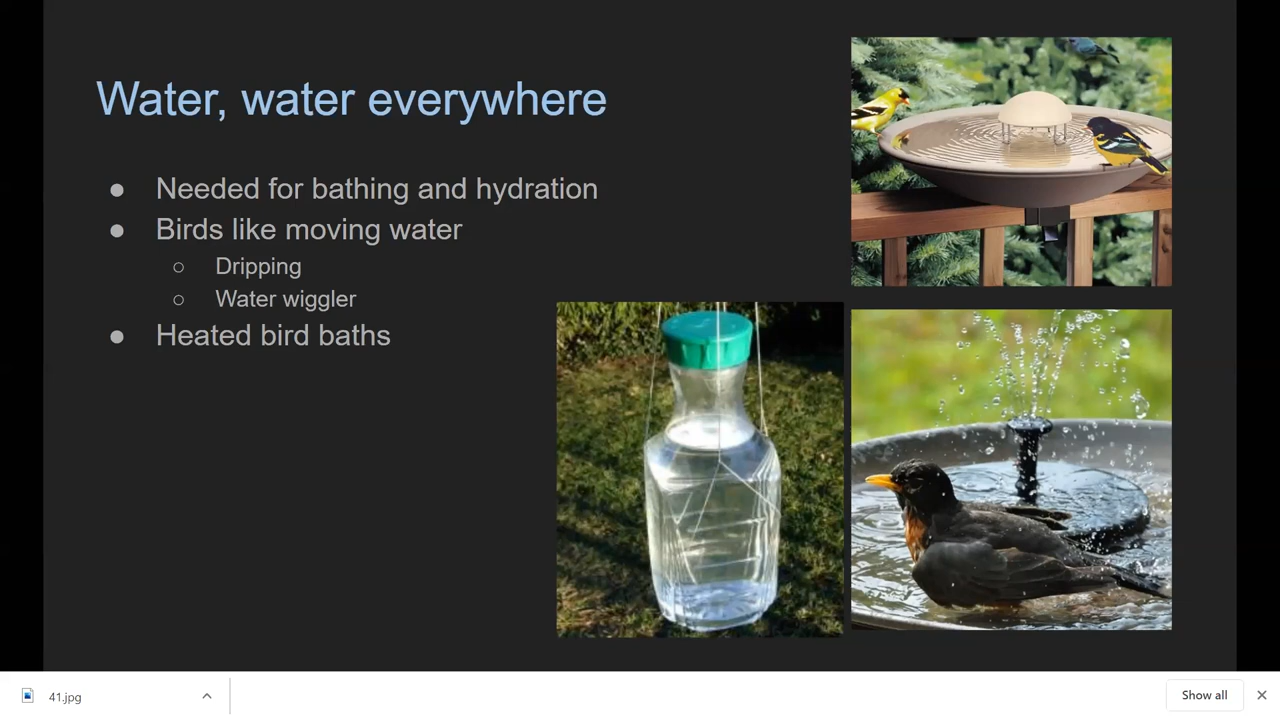 Water, water everywhere
● Needed for bathing and hydration
● Birds like moving water
○ Dripping
○ Water wiggler
● Heated bird baths
41.jpg
Show all